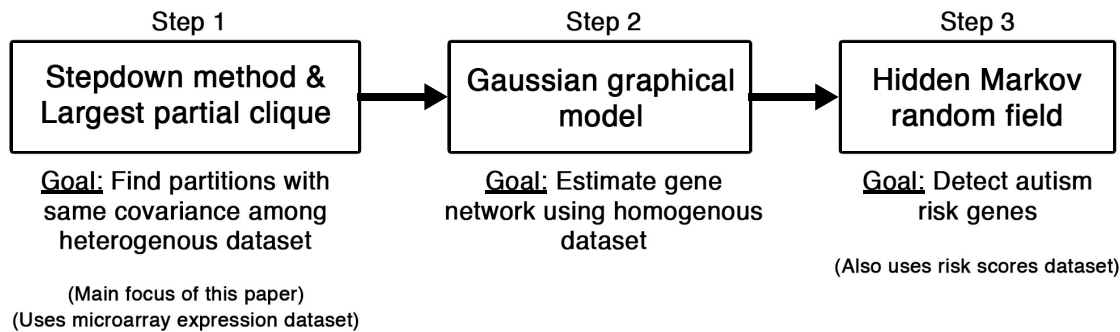 Step 1
Stepdown method &
Largest partial clique
Goal: Find partitions with
same covariance among
heterogenous dataset
(Main focus of this paper)
(Uses microarray expression dataset)
Step 2
Gaussian graphical
model
Goal: Estimate gene
network using homogenous
dataset
Step 3
Hidden Markov
random field
Goal: Detect autism
risk genes
(Also uses risk scores dataset)